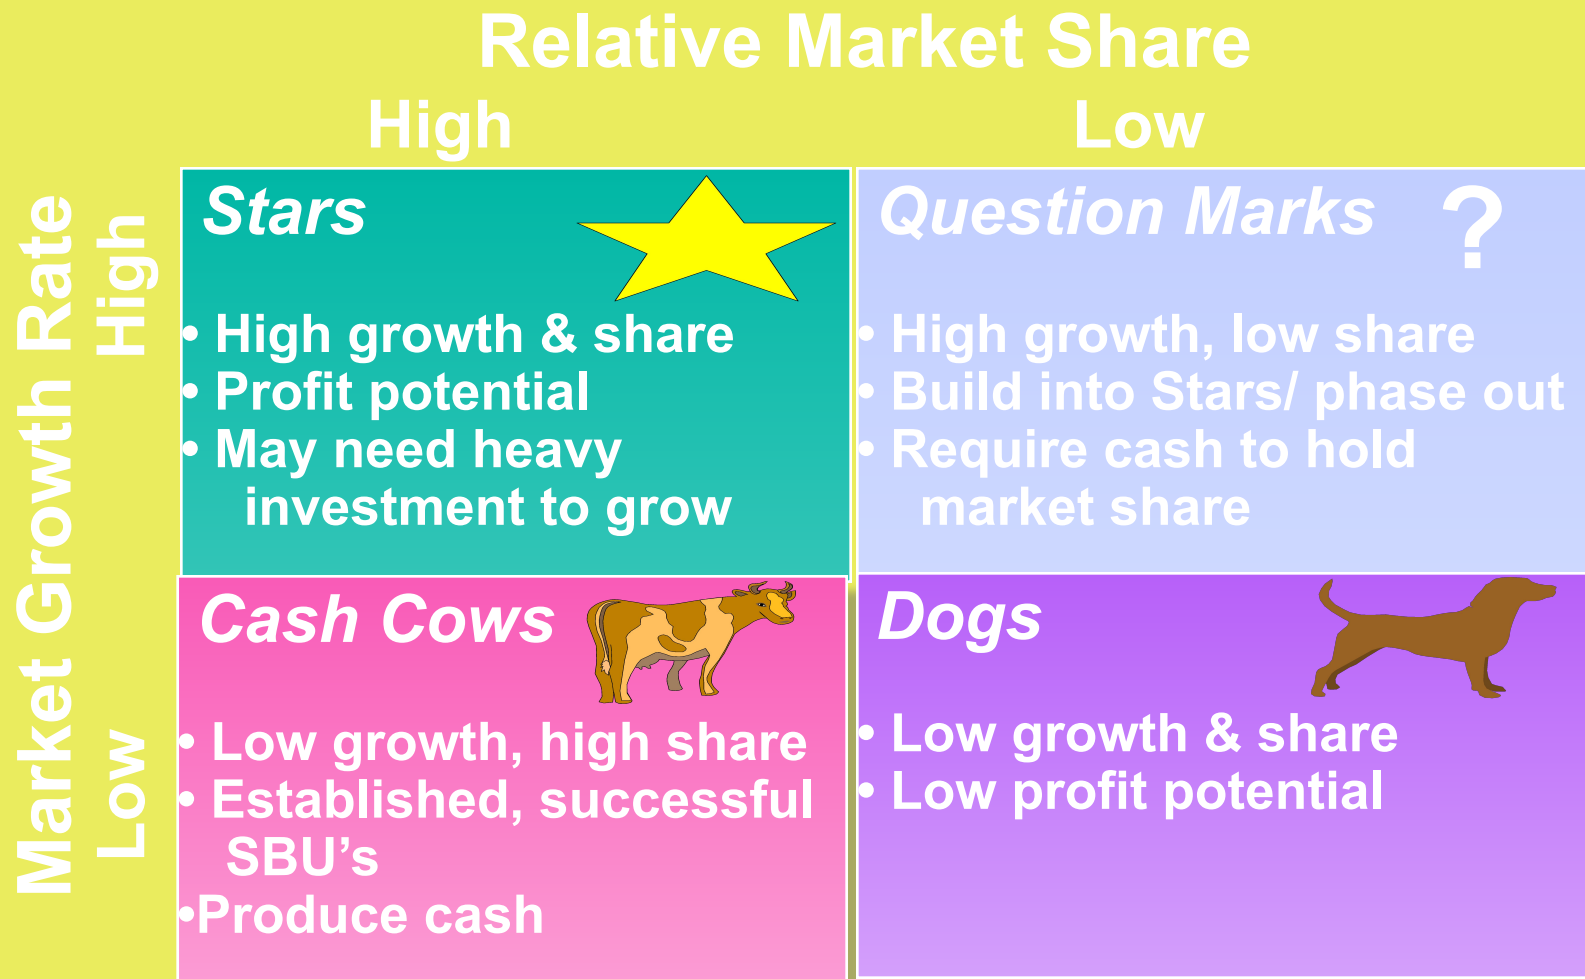 Relative Market Share
High
Low
Market Growth Rate
High
Low
Stars
• High growth & share
• Profit potential
• May need heavy
investment to grow
Question Marks ?
• High growth, low share
• Build into Stars/ phase out
• Require cash to hold
market share
Cash Cows
• Low growth, high share
• Established, successful
SBU’s
•Produce cash
Dogs
• Low growth & share
• Low profit potential